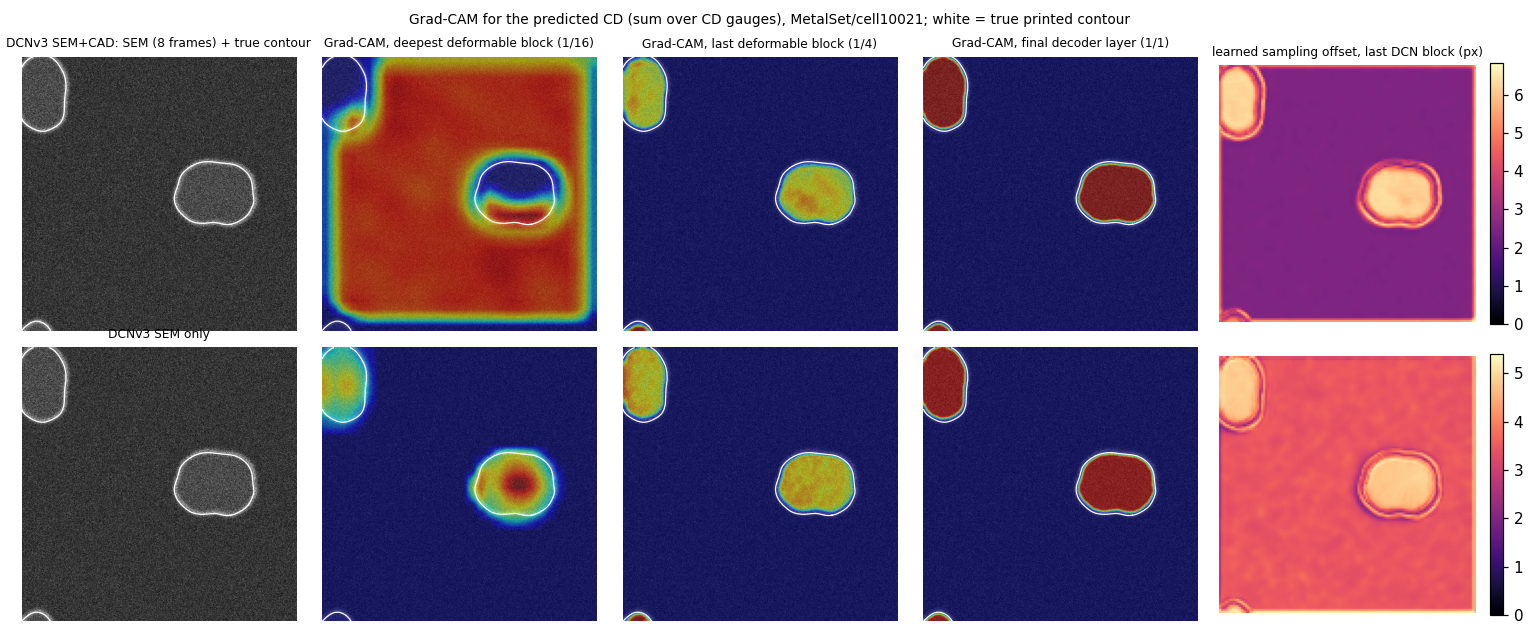 Grad-CAM for the predicted CD (sum over CD gauges), MetalSet/cell10021; white = true printed contour
DCNv3 SEM+CAD: SEM (8 frames) + true contour
Grad-CAM, deepest deformable block (1/16)
Grad-CAM, last deformable block (1/4)
Grad-CAM, final decoder layer (1/1)
learned sampling offset, last DCN block (px)
6
5
4
3
2
1
0
DCNv3 SEM only
5
4
3
2
1
0